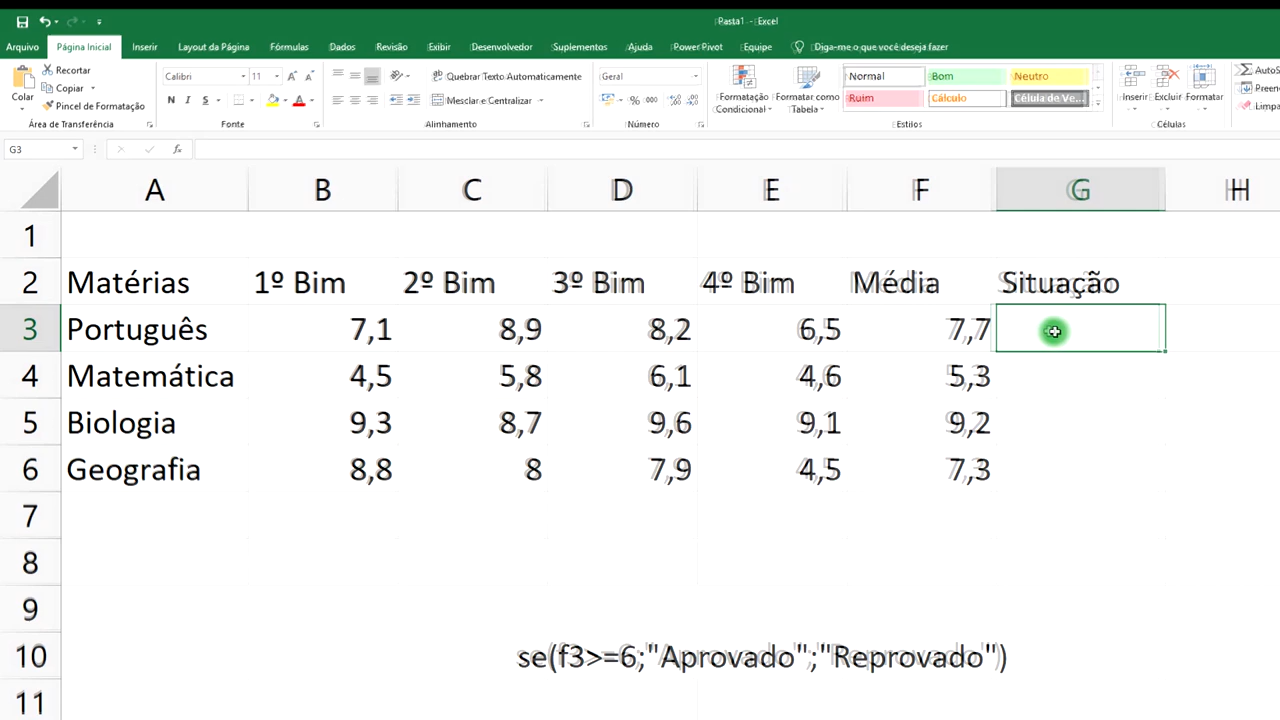 Pasta1 - Excel
Arquivo Página Inicial Inserir Layout da Página Fórmulas Dados Revisão Exibir Desenvolvedor Suplementos Ajuda Power Pivot Equipe Diga-me o que você deseja fazer
Colar Recortar Copiar Pincel de Formatação
Calibri 11
N I S
Quebrar Texto Automaticamente
Mesclar e Centralizar
Geral
% 000
Formatação Condicional
Formatar como Tabela
Normal Bom Neutro
Ruim Cálculo Célula de Ve...
Inserir Excluir Formatar
AutoS
Preen
Limpa
Área de Transferência Fonte Alinhamento Número Estilos Células
G3 fx
A B C D E F G H
1
2 Matérias 1º Bim 2º Bim 3º Bim 4º Bim Média Situação
3 Português 7,1 8,9 8,2 6,5 7,7
4 Matemática 4,5 5,8 6,1 4,6 5,3
5 Biologia 9,3 8,7 9,6 9,1 9,2
6 Geografia 8,8 8 7,9 4,5 7,3
7
8
9
10 se(f3>=6;"Aprovado";"Reprovado")
11